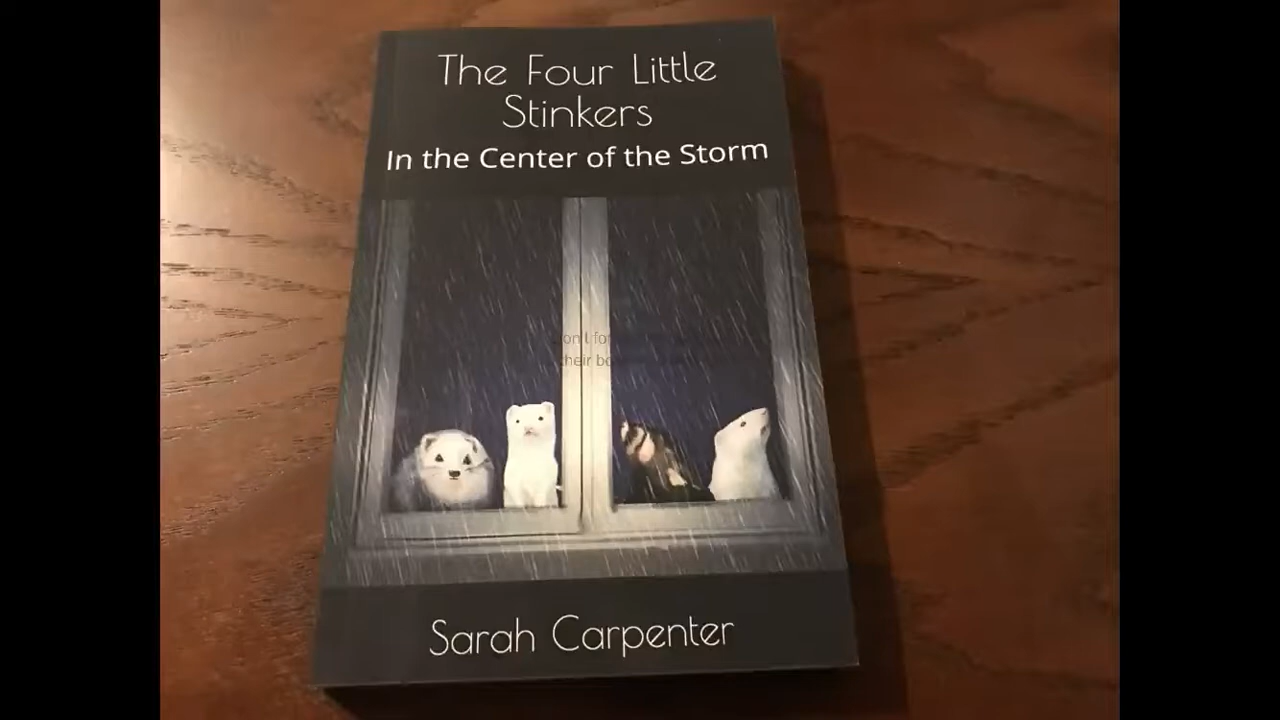 The Four Little
Stinkers
In the Center of the Storm
Sarah Carpenter